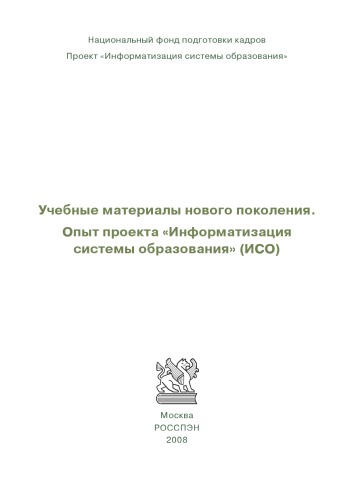 Национальный фонд подготовки кадров
Проект «Информатизация системы образования»
Учебные материалы нового поколения.
Опыт проекта «Информатизация
системы образования» (ИСО)
Москва
РОССПЭН
2008